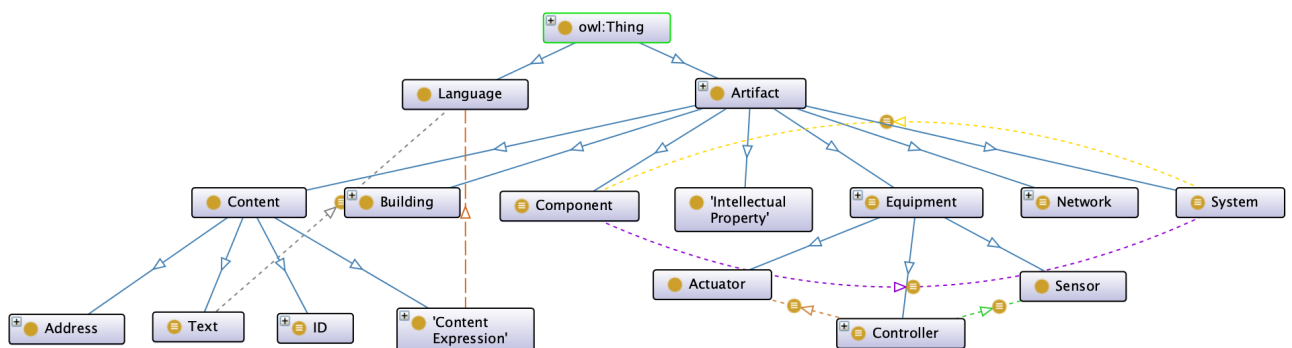 owl:Thing
Language
Artifact
Content
Building
Component
'Intellectual
Property'
Equipment
Network
System
Address
Text
ID
'Content
Expression'
Actuator
Sensor
Controller